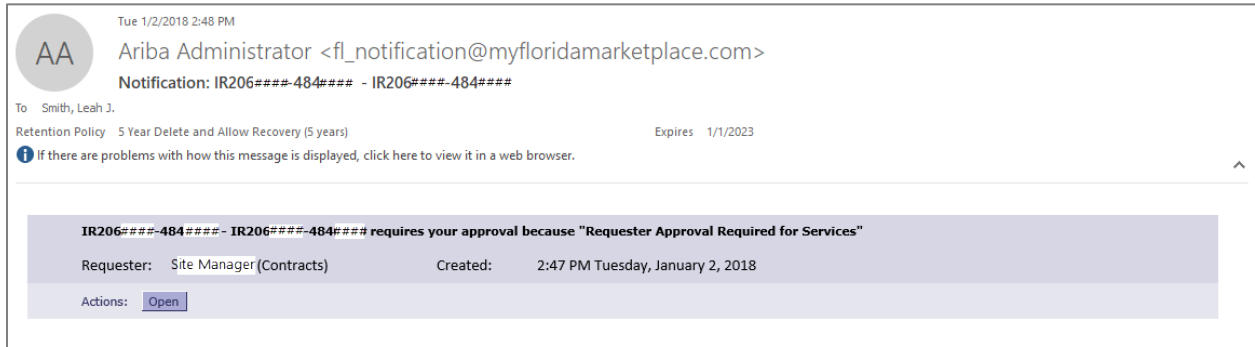 Tue 1/2/2018 2:48 PM
AA
Ariba Administrator <fl_notification@myfloridamarketplace.com>
Notification: IR206####-484#### - IR206####-484####
To Smith, Leah J.
Retention Policy 5 Year Delete and Allow Recovery (5 years) Expires 1/1/2023
If there are problems with how this message is displayed, click here to view it in a web browser.
IR206####-484#### - IR206####-484#### requires your approval because "Requester Approval Required for Services"
Requester: Site Manager (Contracts) Created: 2:47 PM Tuesday, January 2, 2018
Actions: Open